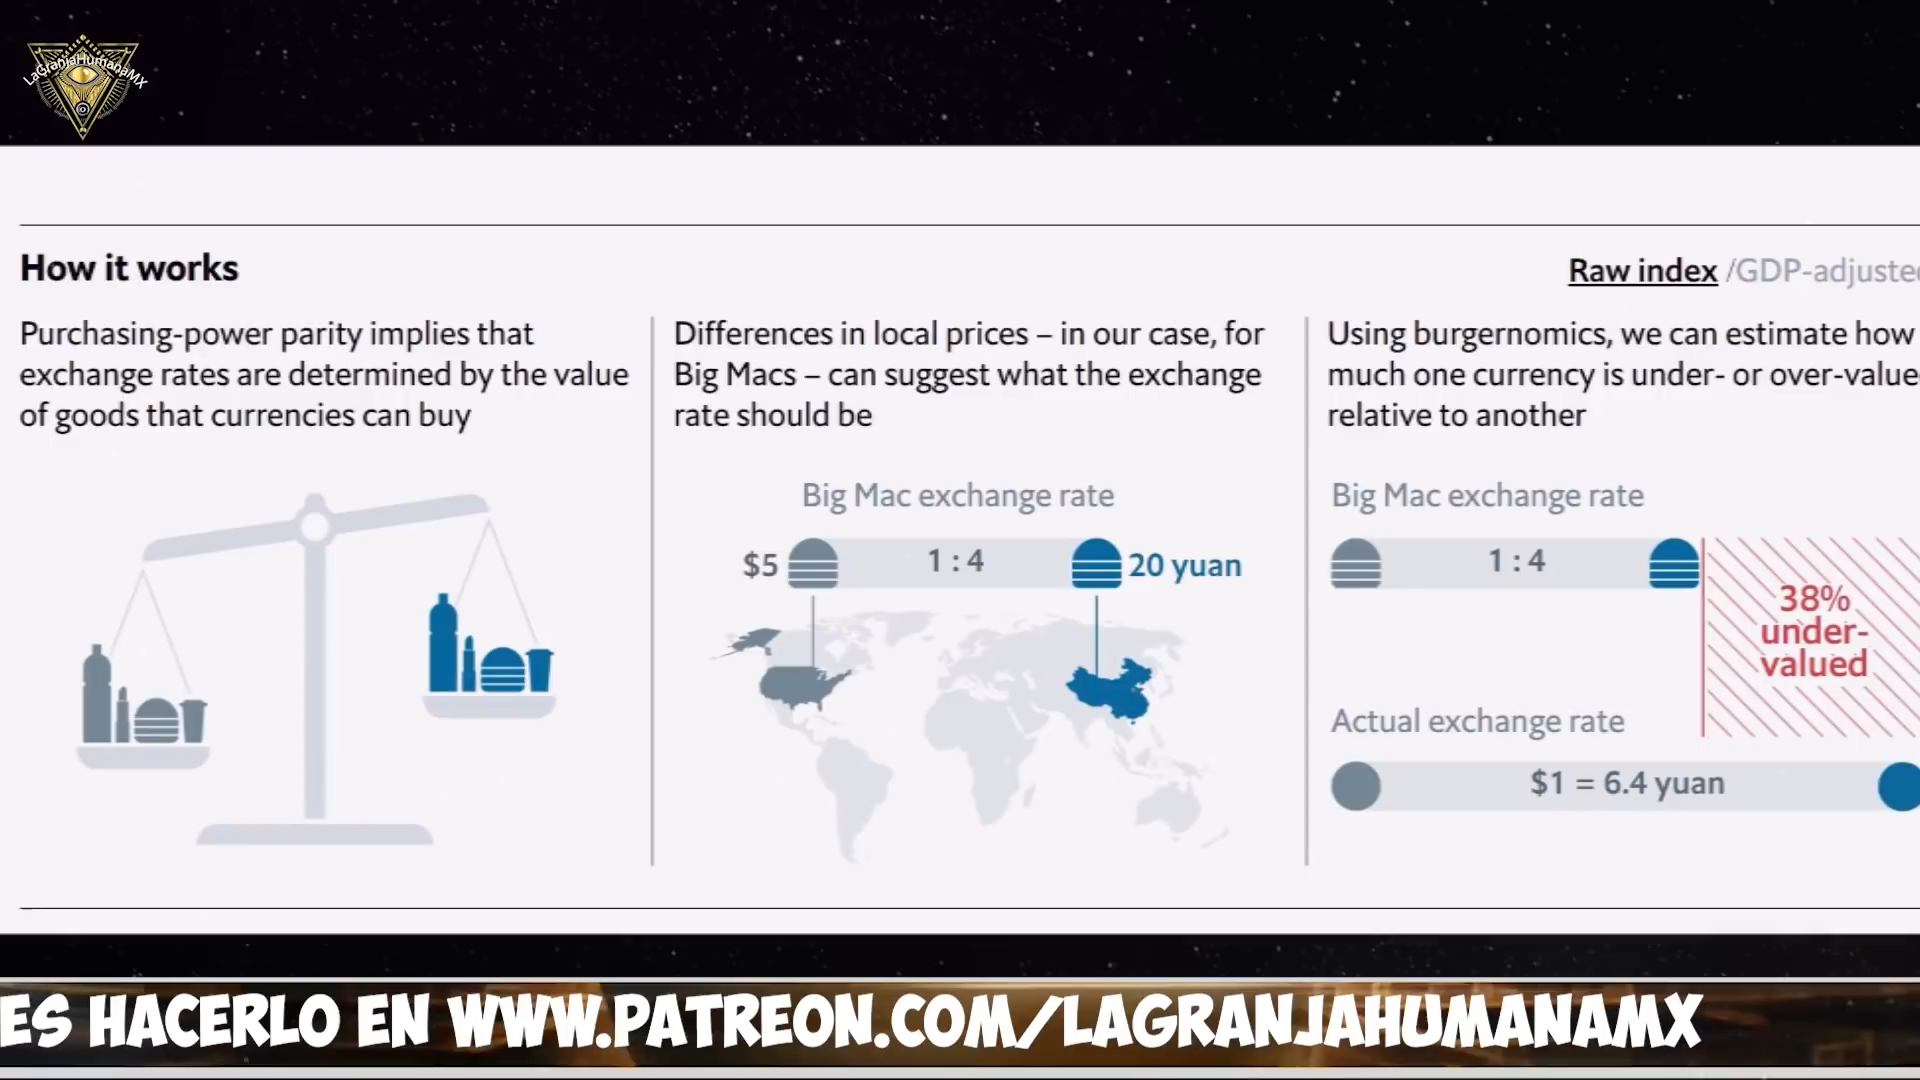 LaGranjaHumanaMX
How it works
Raw index /GDP-adjusted
Purchasing-power parity implies that
exchange rates are determined by the value
of goods that currencies can buy
Differences in local prices – in our case, for
Big Macs – can suggest what the exchange
rate should be
Big Mac exchange rate
$5
1 : 4
20 yuan
Using burgernomics, we can estimate how
much one currency is under- or over-value
relative to another
Big Mac exchange rate
1 : 4
38%
under-
valued
Actual exchange rate
$1 = 6.4 yuan
ES HACERLO EN WWW.PATREON.COM/LAGRANJAHUMANAMX